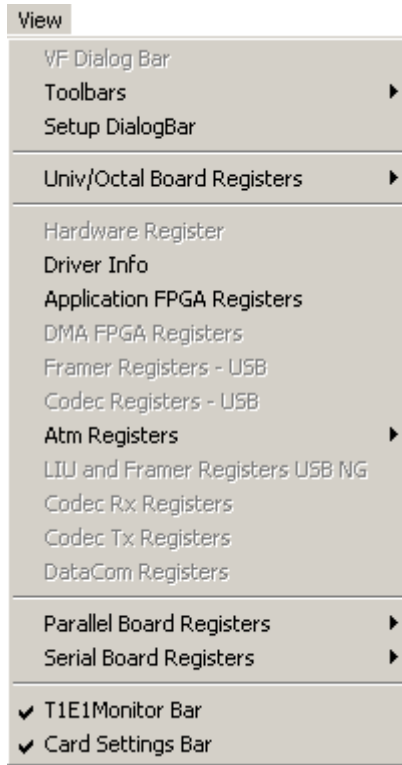 View
VF Dialog Bar
Toolbars
Setup DialogBar
Univ/Octal Board Registers
Hardware Register
Driver Info
Application FPGA Registers
DMA FPGA Registers
Framer Registers - USB
Codec Registers - USB
Atm Registers
LIU and Framer Registers USB NG
Codec Rx Registers
Codec Tx Registers
DataCom Registers
Parallel Board Registers
Serial Board Registers
T1E1Monitor Bar
Card Settings Bar